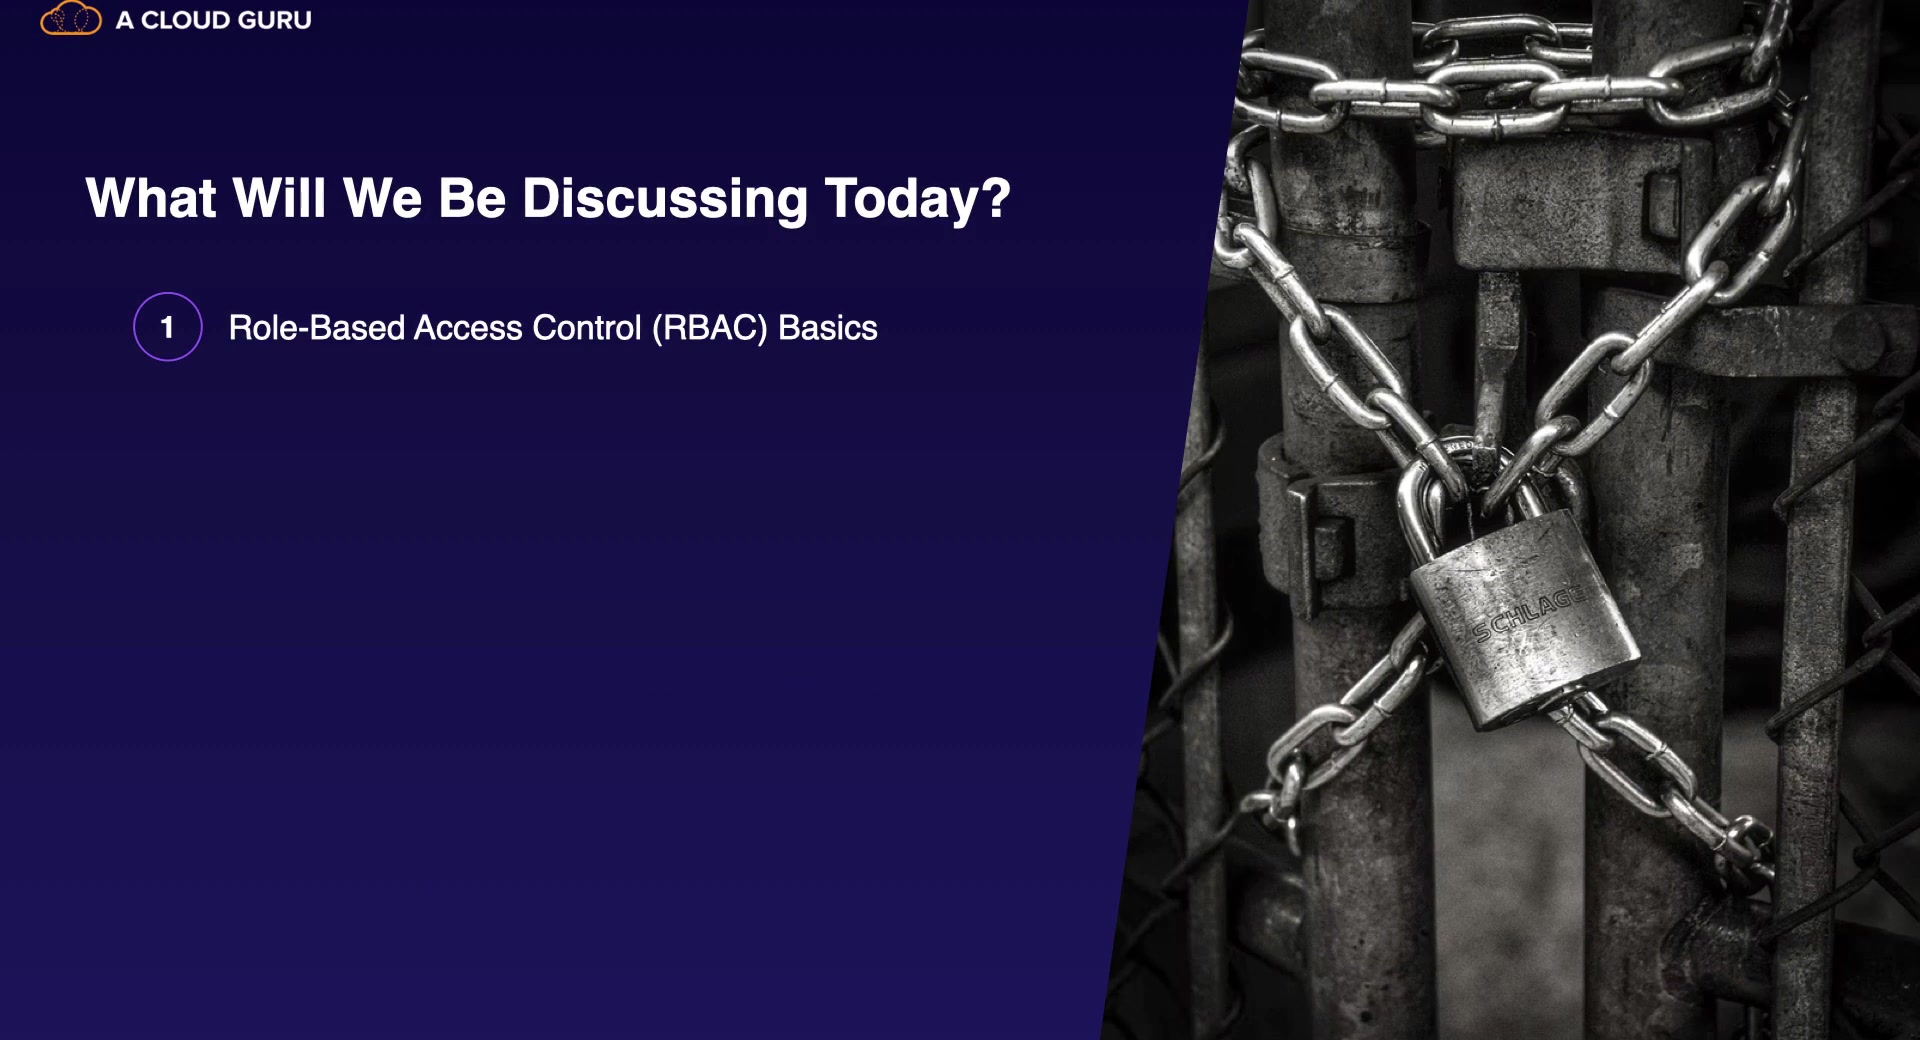 A CLOUD GURU
What Will We Be Discussing Today?
1 Role-Based Access Control (RBAC) Basics
SCHLAGE